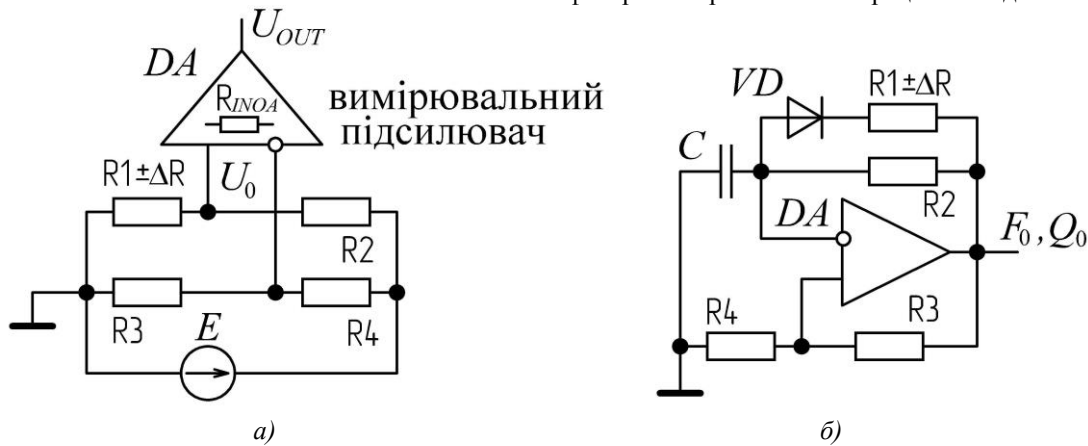 U_OUT
DA
R_INOA
вимірювальний
підсилювач
R1±ΔR
U_0
R2
R3
R4
E
а)
VD
R1±ΔR
C
R2
DA
F_0, Q_0
R4
R3
б)